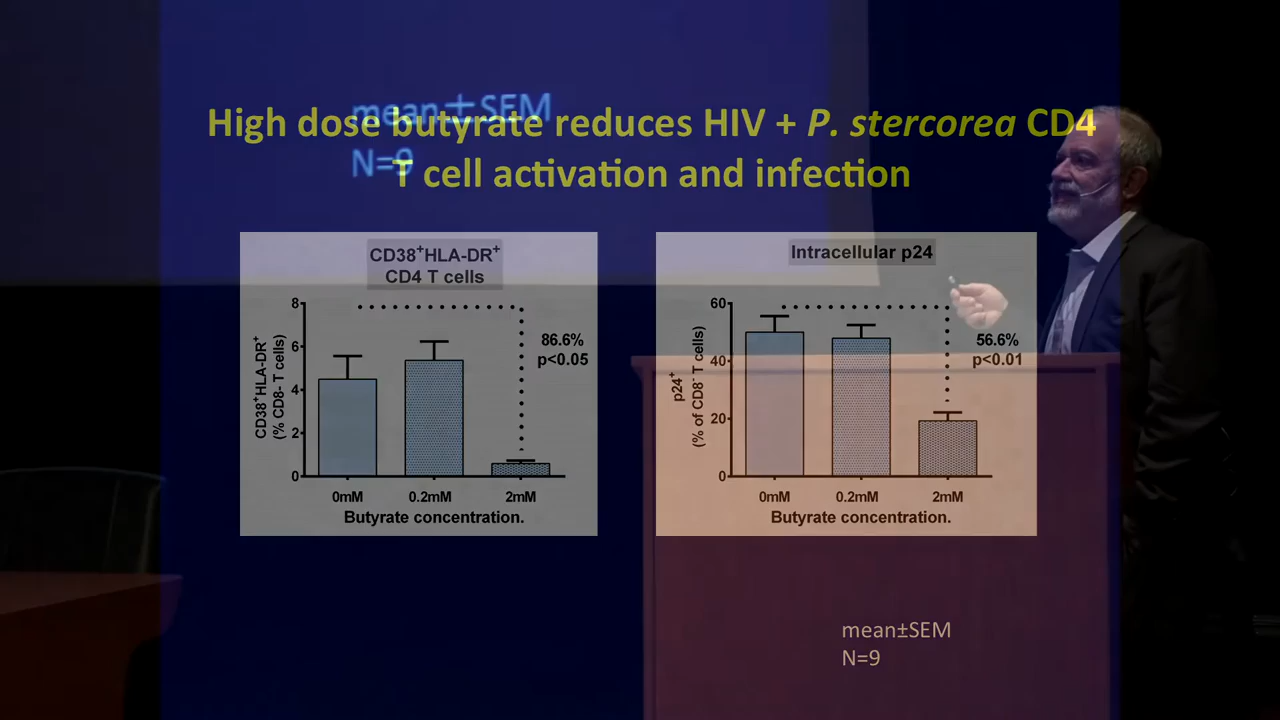 mean±SEM
N=9
High dose butyrate reduces HIV + P. stercorea CD4
T cell activation and infection
CD38⁺HLA-DR⁺
CD4 T cells
CD38⁺HLA-DR⁺
(% CD8- T cells)
8
6
4
2
0
86.6%
p<0.05
0mM 0.2mM 2mM
Butyrate concentration.
Intracellular p24
p24⁺
(% of CD8⁻ T cells)
60
40
20
0
56.6%
p<0.01
0mM 0.2mM 2mM
Butyrate concentration.
mean±SEM
N=9